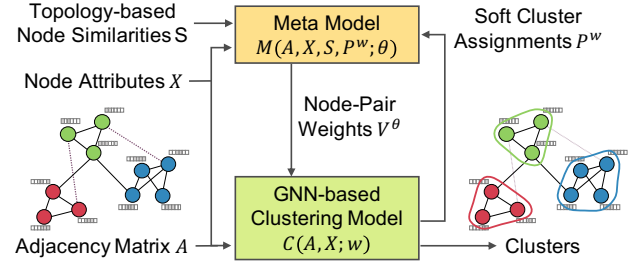 Topology-based
Node Similarities S
Meta Model
M(A, X, S, P^w; θ)
Soft Cluster
Assignments P^w
Node Attributes X
Node-Pair
Weights V^θ
GNN-based
Clustering Model
C(A, X; w)
Adjacency Matrix A
Clusters